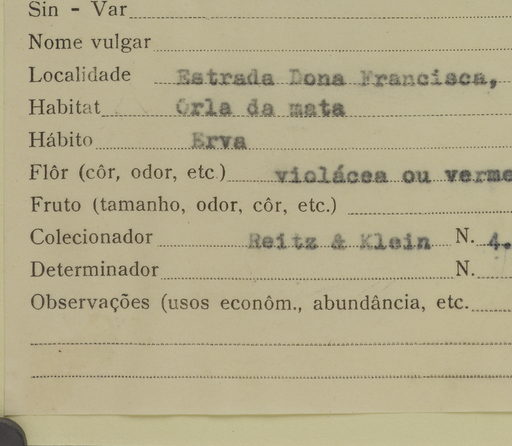 Sin - Var
Nome vulgar
Localidade Estrada Dona Francisca,
Habitat Orla da mata
Hábito Erva
Flôr (côr, odor, etc.) violácea ou verme
Fruto (tamanho, odor, côr, etc.)
Colecionador Reitz & Klein N. 4.
Determinador N.
Observações (usos econôm., abundância, etc.